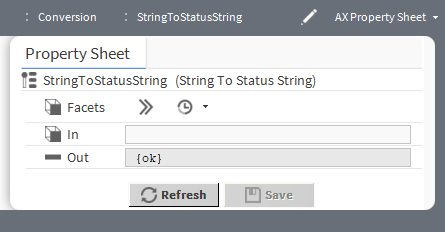 : Conversion : StringToStatusString AX Property Sheet
Property Sheet
StringToStatusString (String To Status String)
Facets
In
Out {ok}
Refresh Save